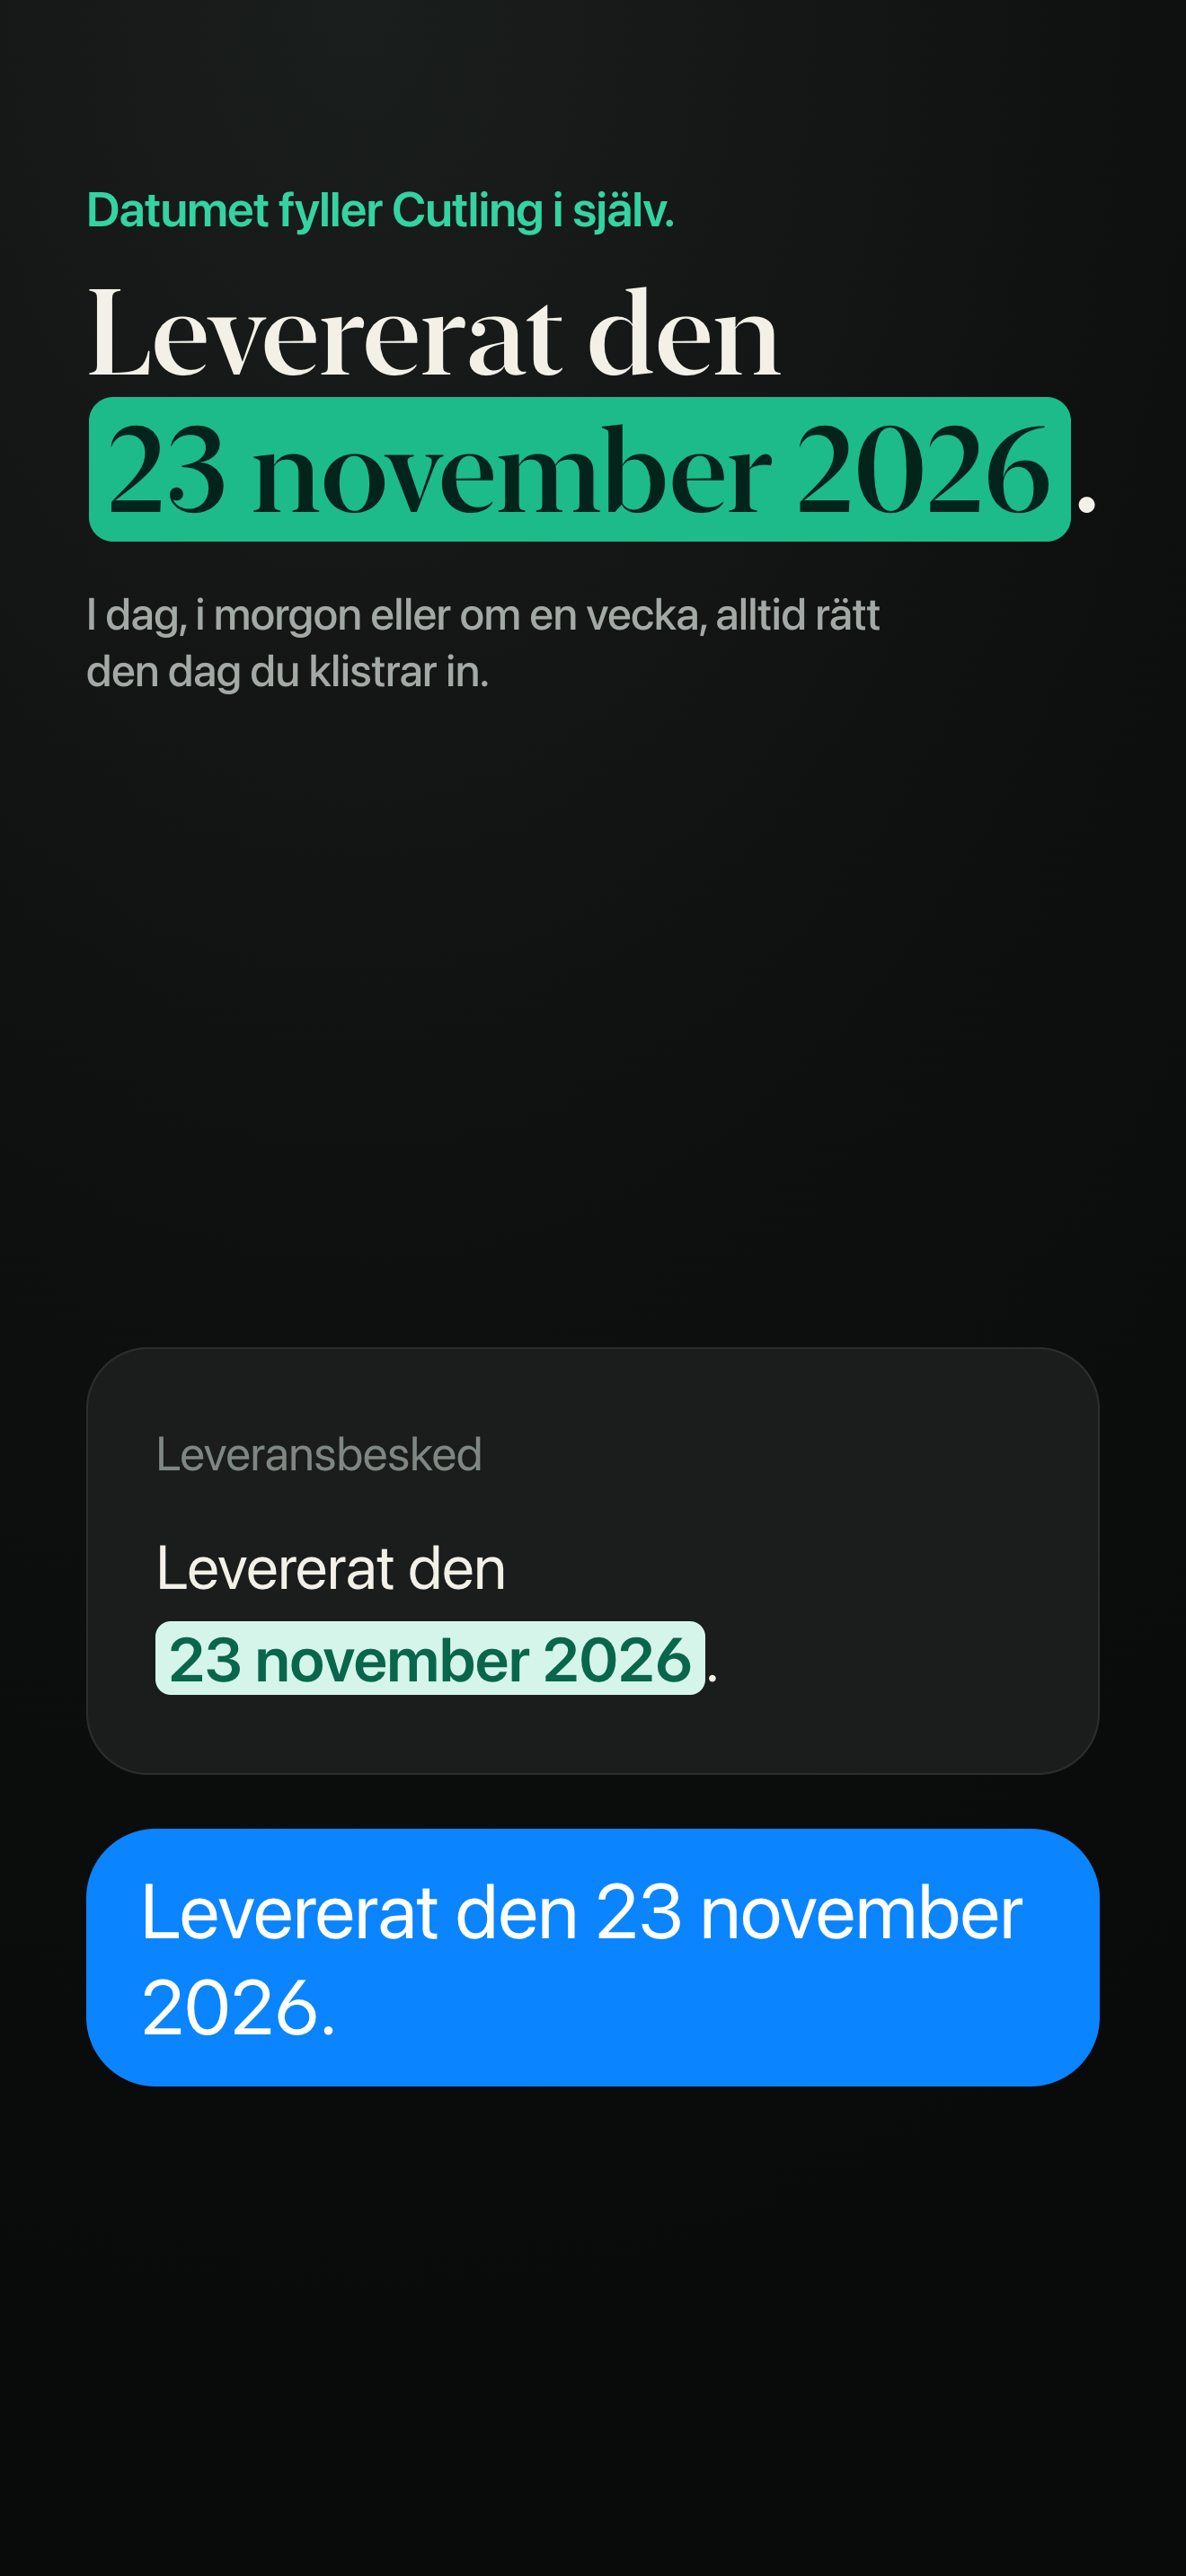 Datumet fyller Cutling i själv.
Levererat den
23 november 2026.
I dag, i morgon eller om en vecka, alltid rätt
den dag du klistrar in.
Leveransbesked
Levererat den
23 november 2026.
Levererat den 23 november
2026.